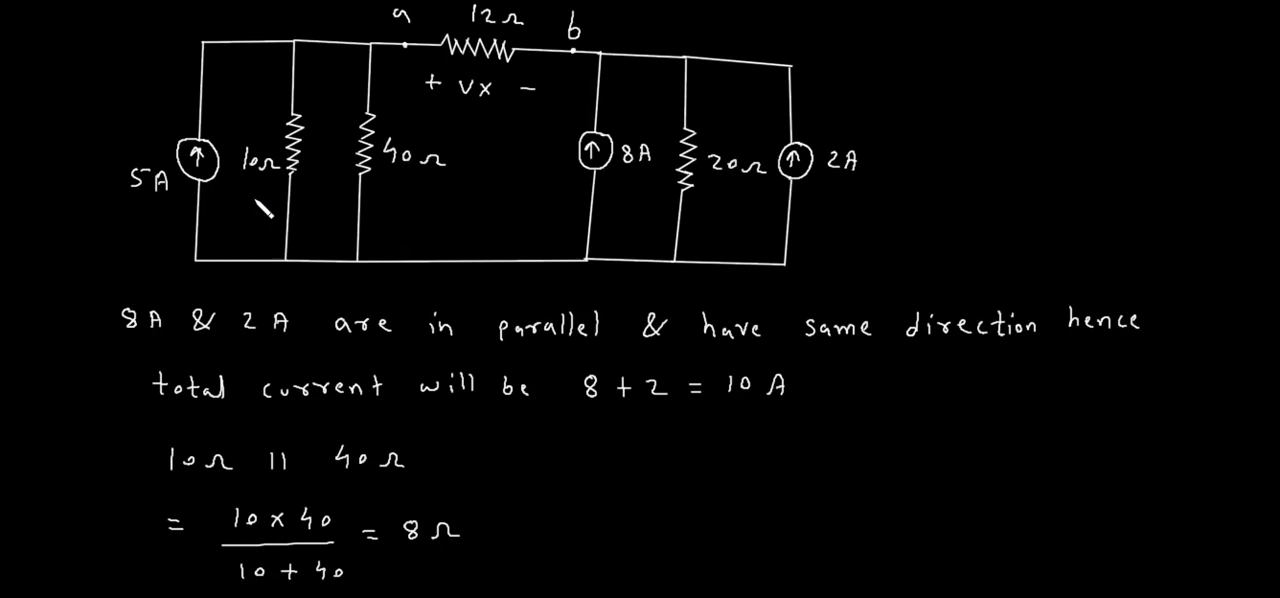 a 12Ω b
+ Vx -
5A 10Ω 40Ω 8A 20Ω 2A
8A & 2A are in parallel & have same direction hence
total current will be 8 + 2 = 10 A
10Ω || 40Ω
= 10 × 40 / 10 + 40 = 8Ω